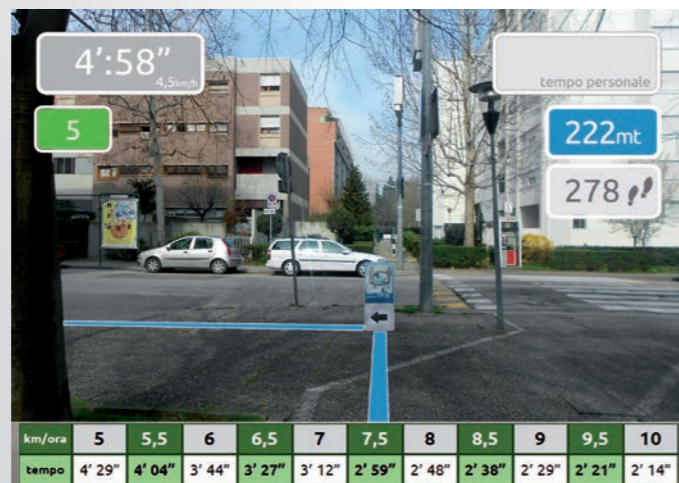 4’:58”
4,5km/h
tempo personale
5
222mt
278
km/ora 5 5,5 6 6,5 7 7,5 8 8,5 9 9,5 10
tempo 4’ 29” 4’ 04” 3’ 44” 3’ 27” 3’ 12” 2’ 59” 2’ 48” 2’ 38” 2’ 29” 2’ 21” 2’ 14”